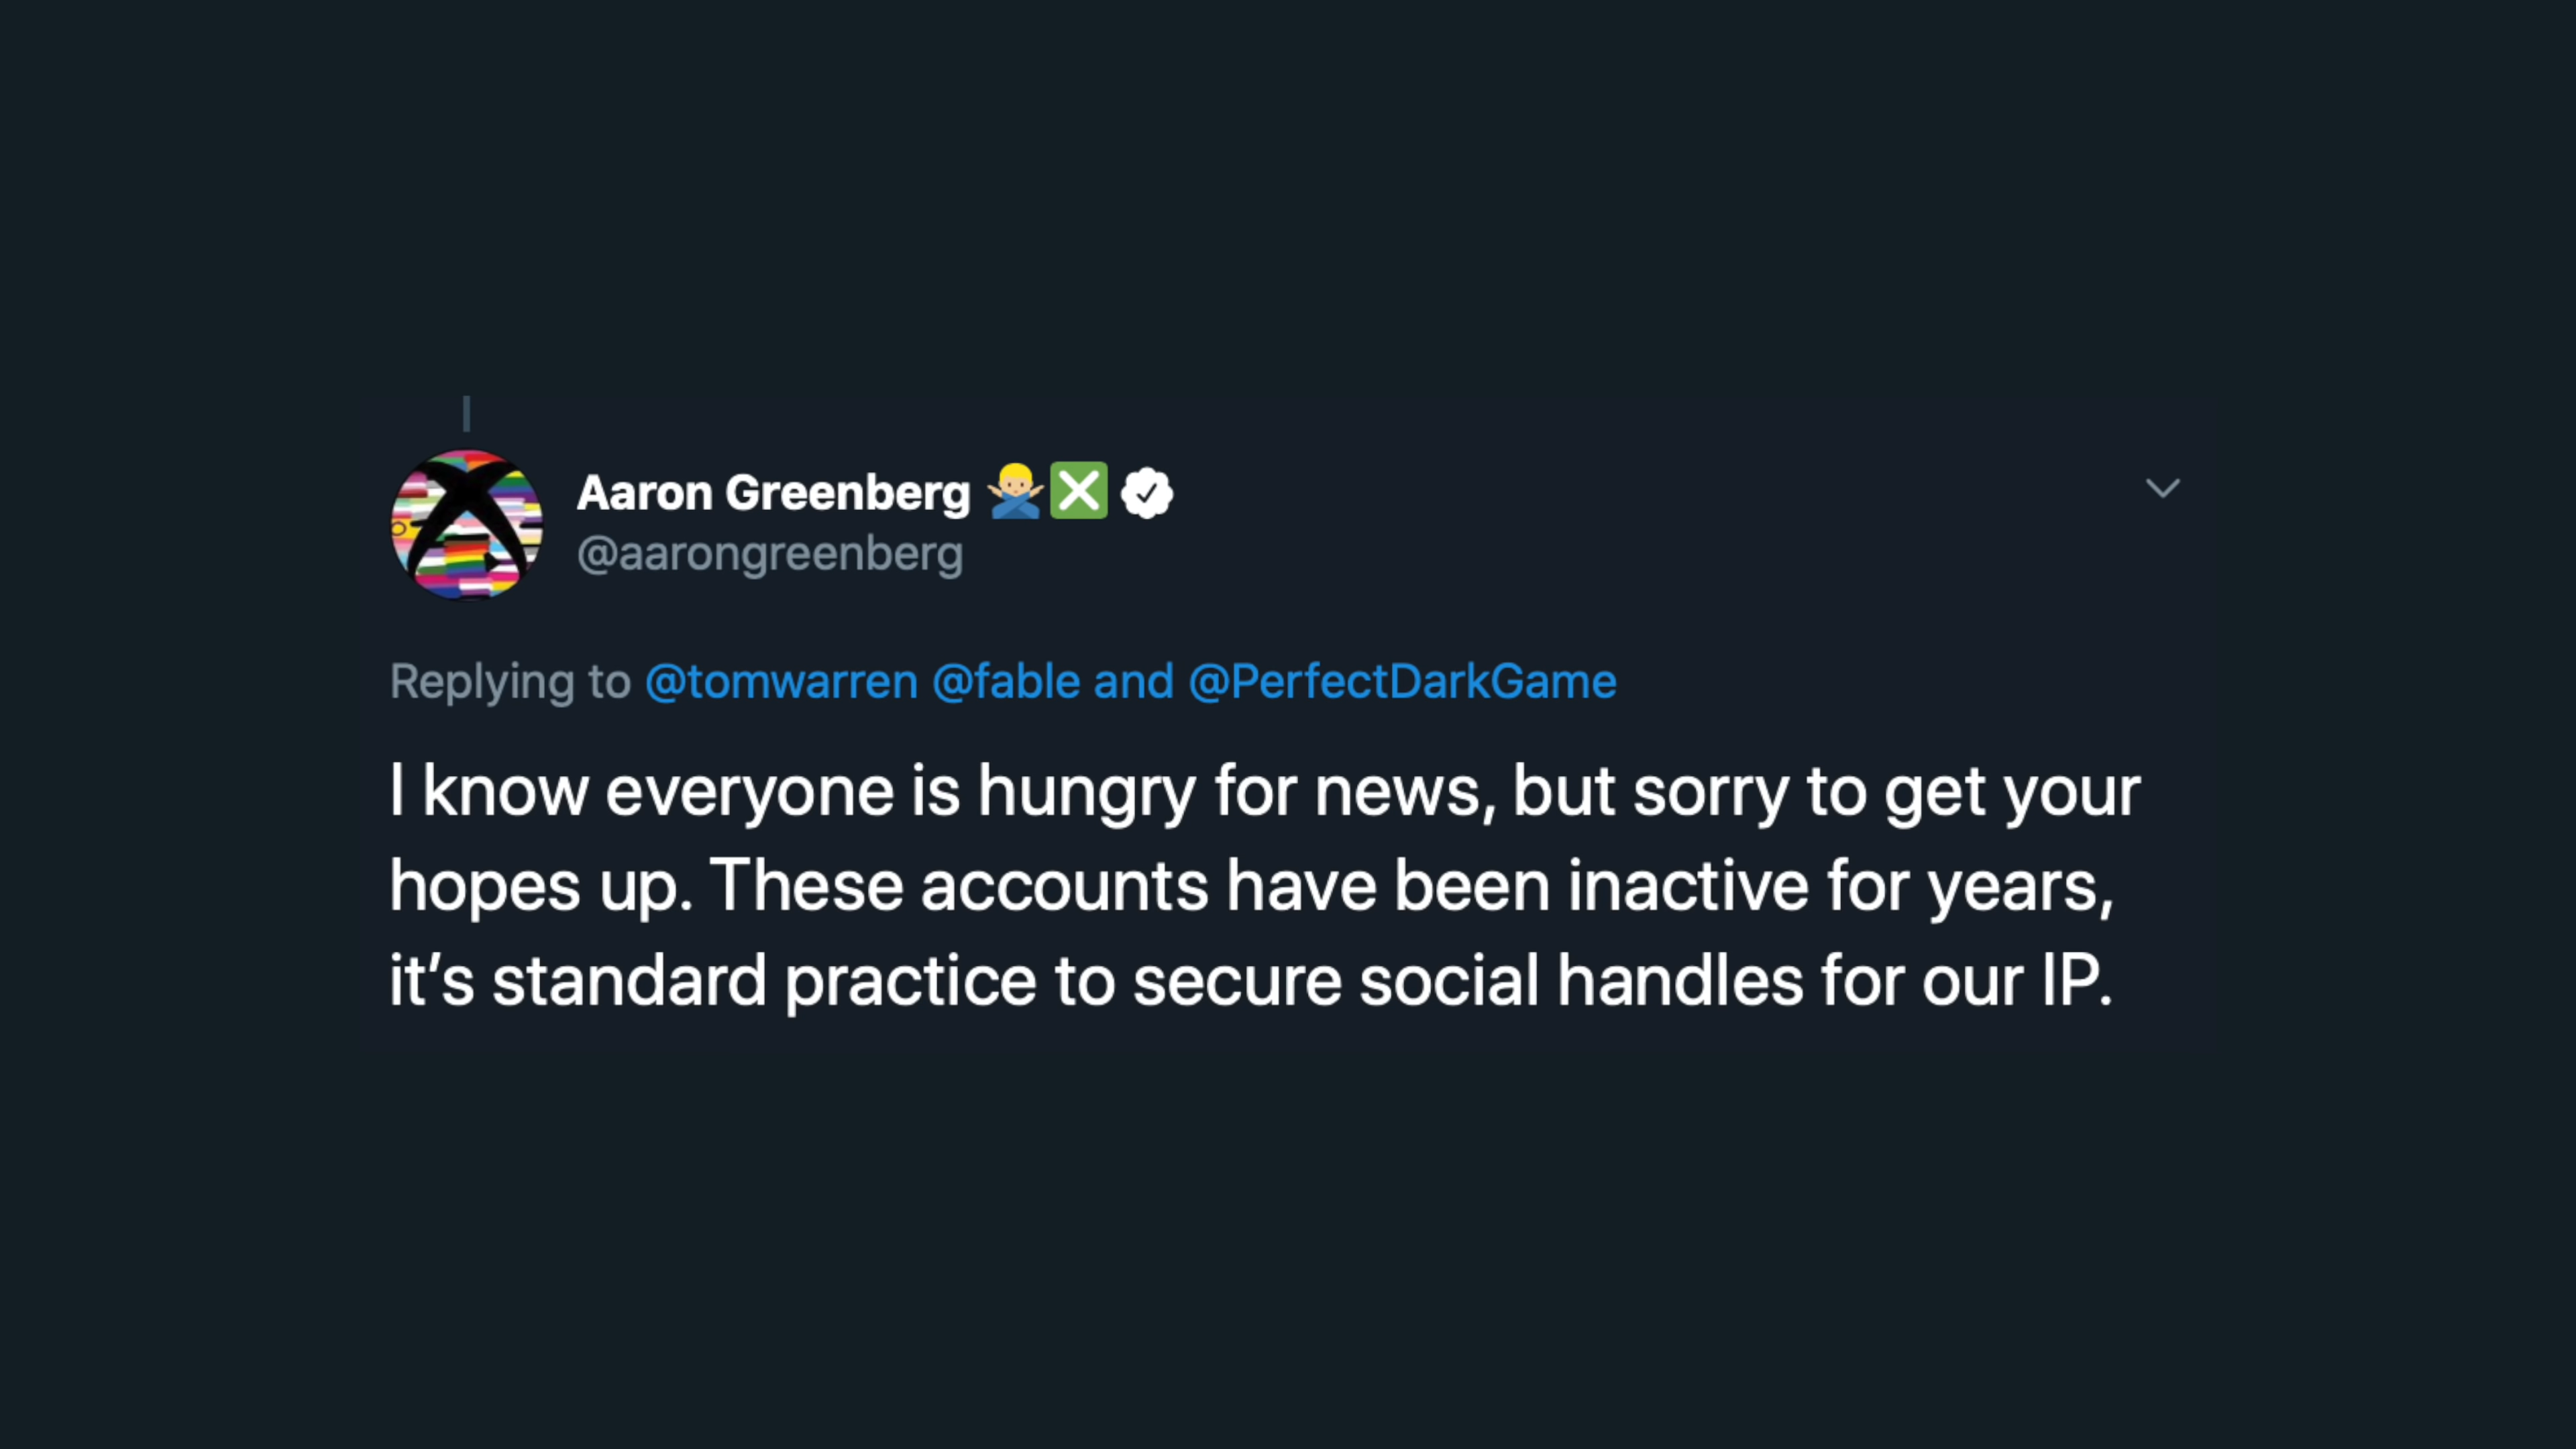 Aaron Greenberg 🙅🏼‍♂️❎
@aarongreenberg
Replying to @tomwarren @fable and @PerfectDarkGame
I know everyone is hungry for news, but sorry to get your
hopes up. These accounts have been inactive for years,
it’s standard practice to secure social handles for our IP.